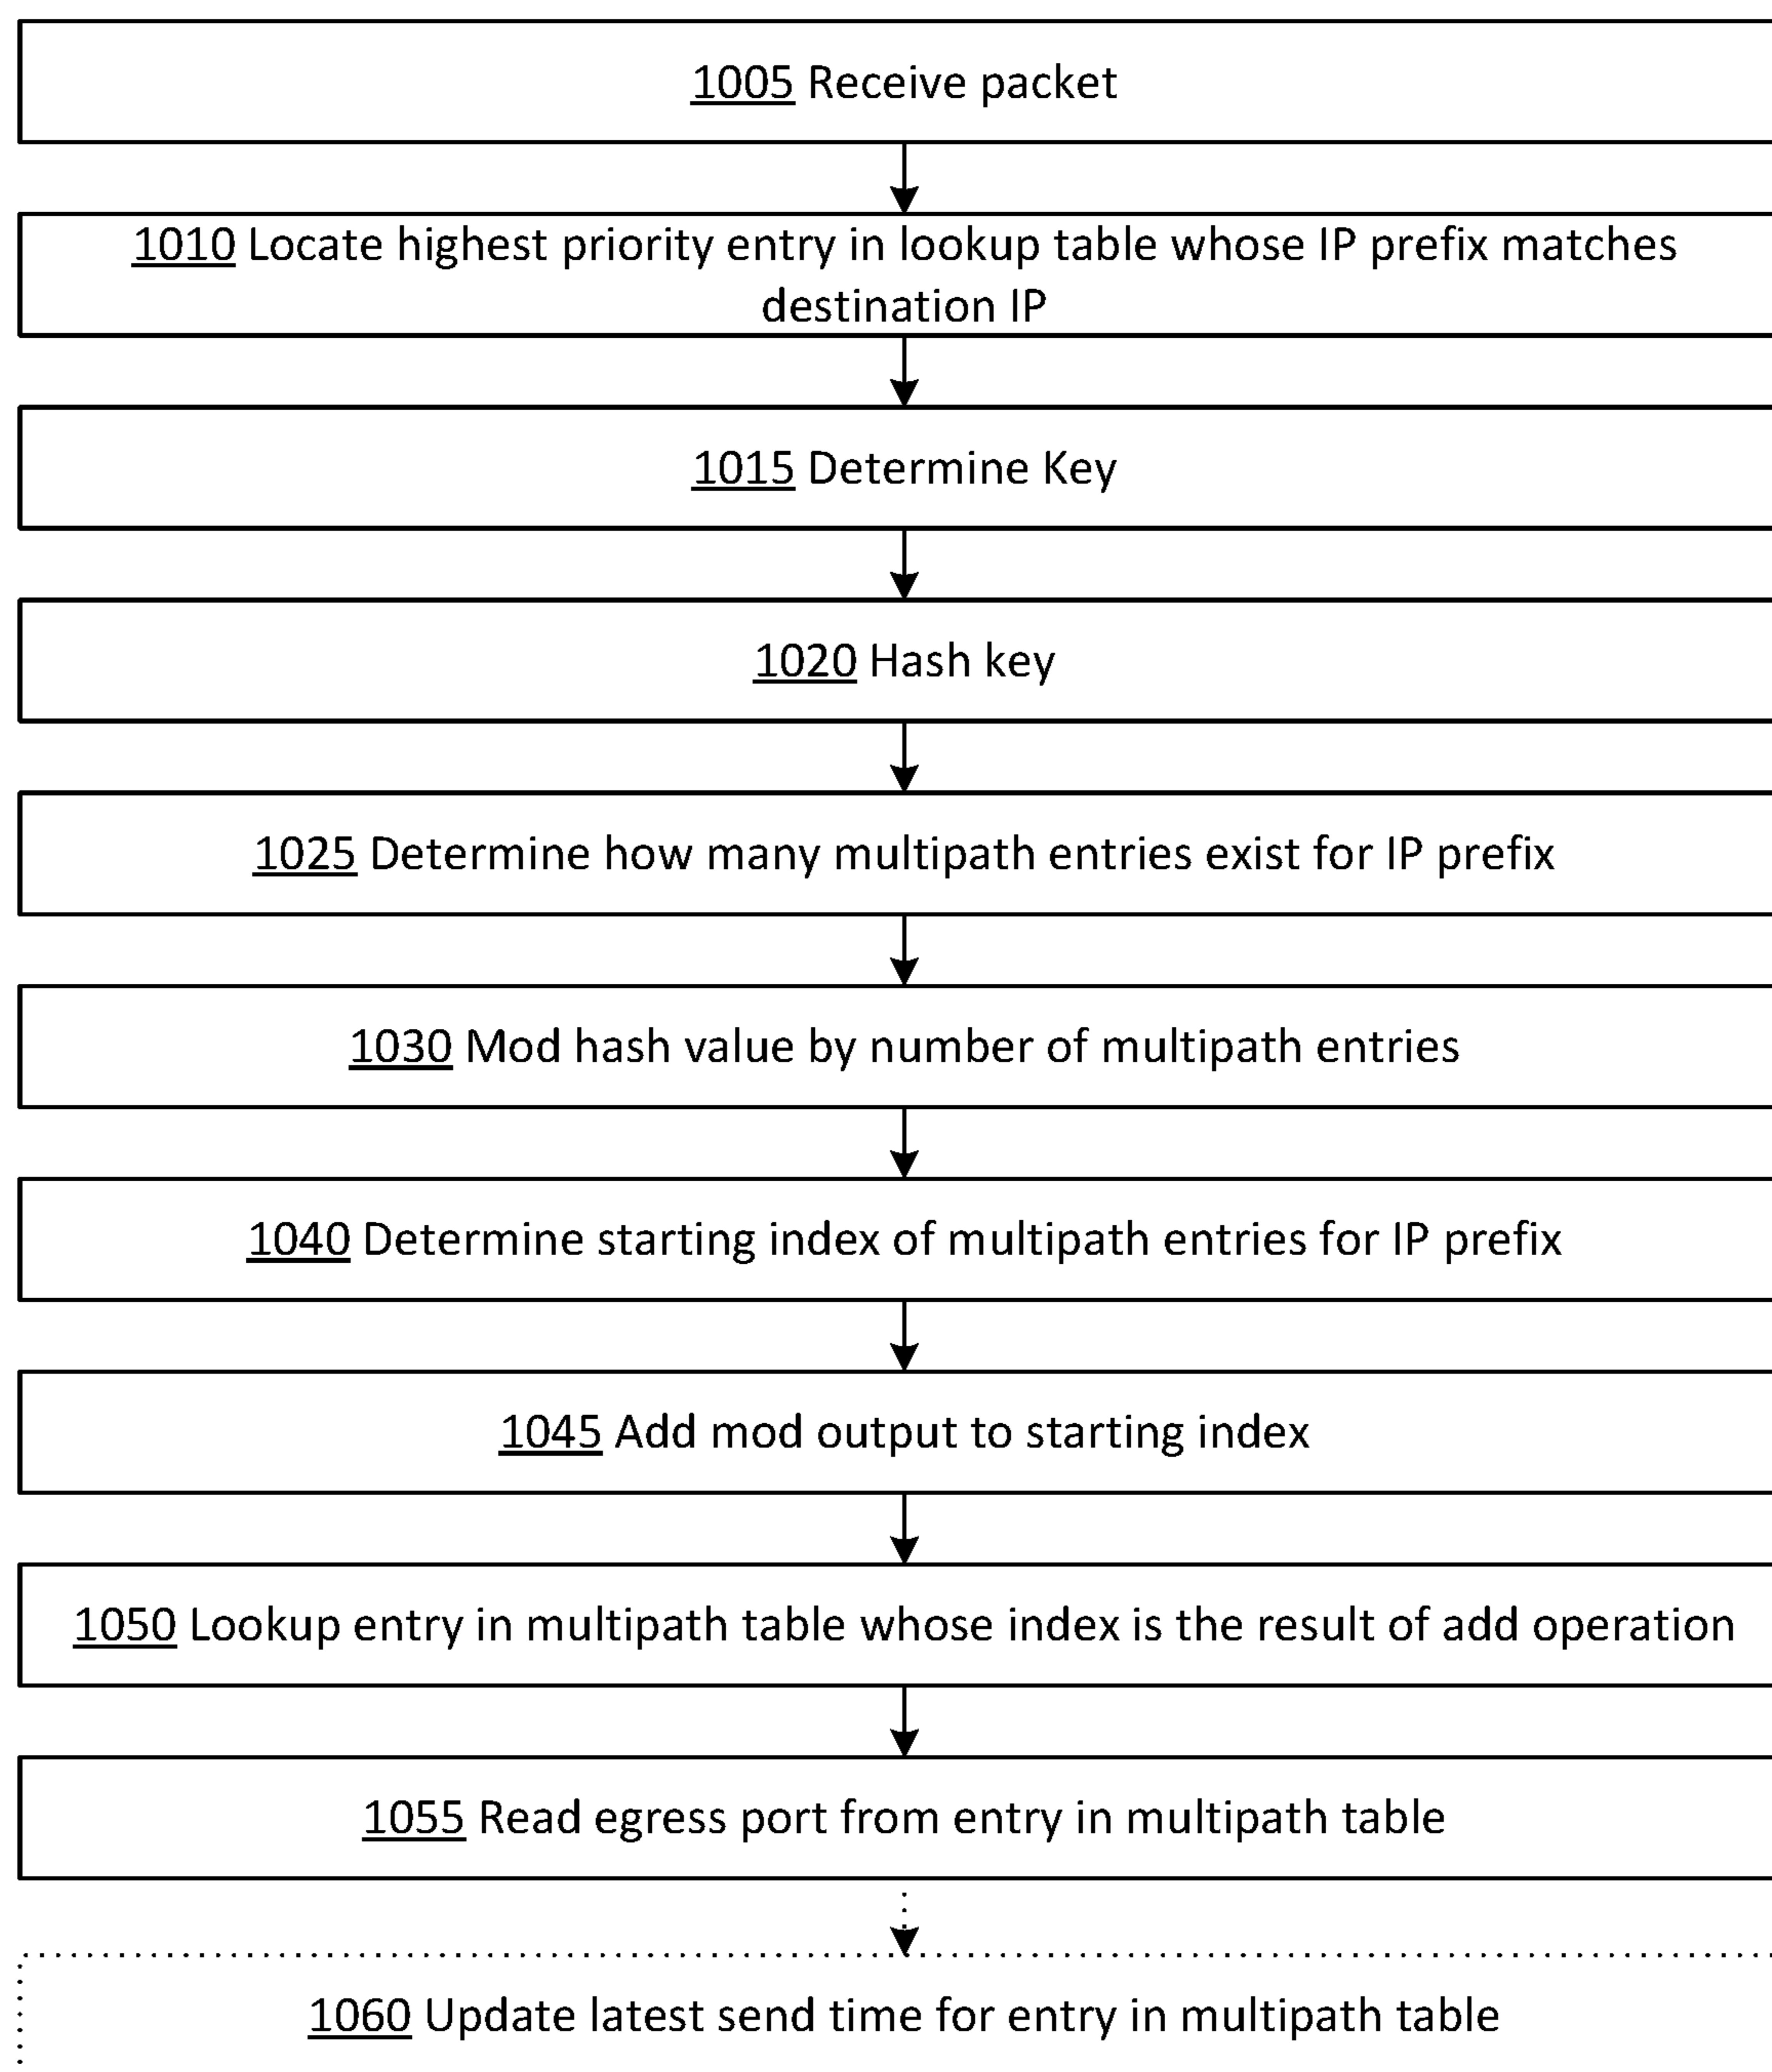 1005 Receive packet
1010 Locate highest priority entry in lookup table whose IP prefix matches
destination IP
1015 Determine Key
1020 Hash key
1025 Determine how many multipath entries exist for IP prefix
1030 Mod hash value by number of multipath entries
1040 Determine starting index of multipath entries for IP prefix
1045 Add mod output to starting index
1050 Lookup entry in multipath table whose index is the result of add operation
1055 Read egress port from entry in multipath table
1060 Update latest send time for entry in multipath table